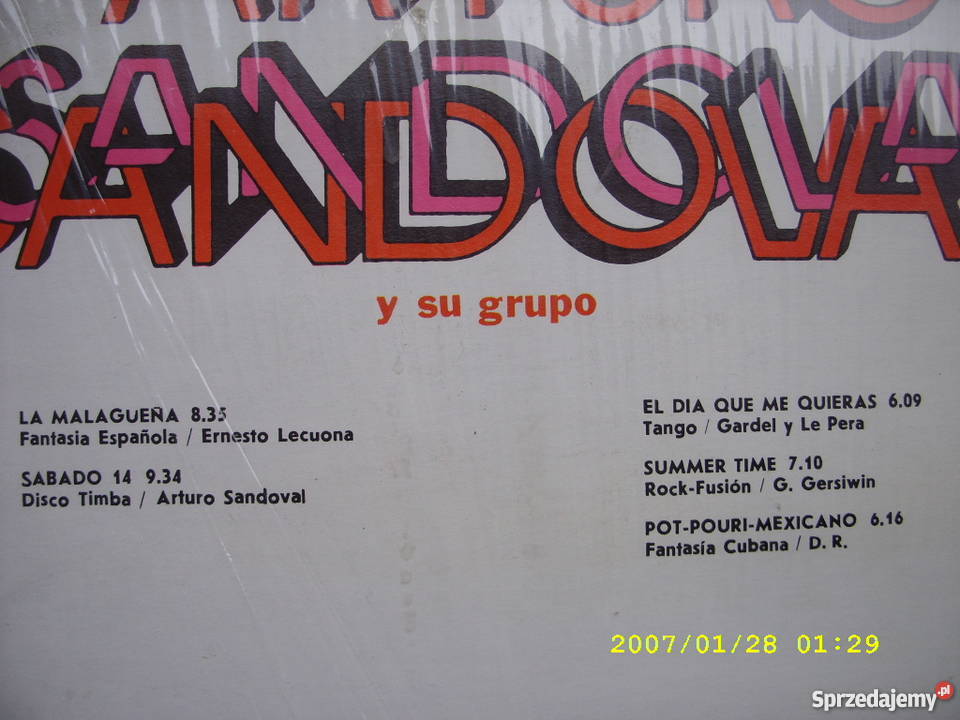 ARTURO
SANDOVAL
y su grupo
LA MALAGUEÑA 8.35
Fantasia Española / Ernesto Lecuona
SABADO 14 9.34
Disco Timba / Arturo Sandoval
EL DIA QUE ME QUIERAS 6.09
Tango / Gardel y Le Pera
SUMMER TIME 7.10
Rock-Fusión / G. Gersiwin
POT-POURI-MEXICANO 6.16
Fantasía Cubana / D. R.
2007/01/28 01:29
Sprzedajemy.pl